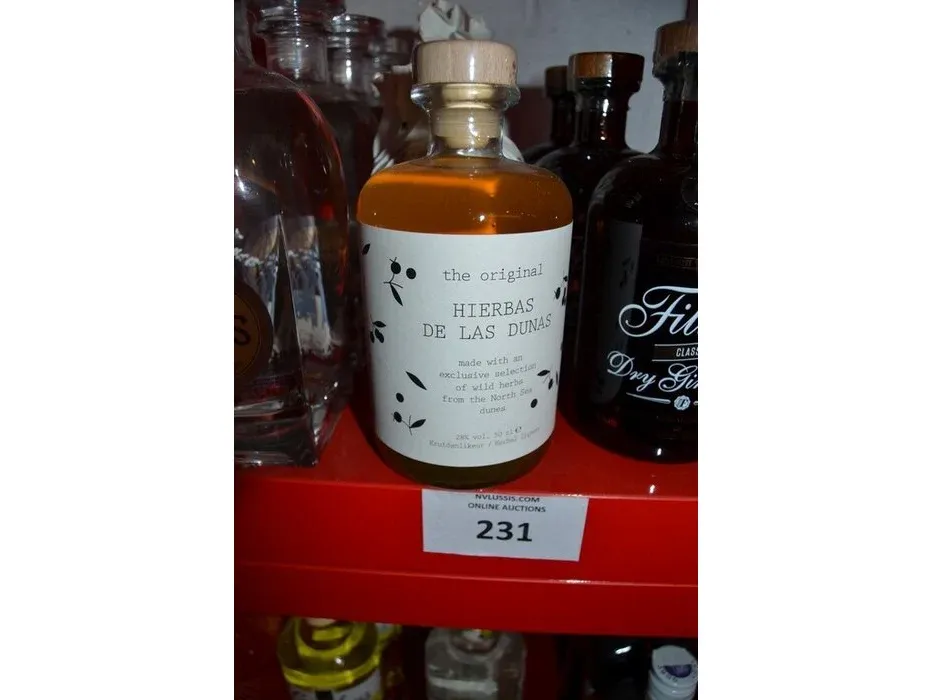 the original
HIERBAS
DE LAS DUNAS
made with an
exclusive selection
of wild herbs
from the North Sea
dunes
28% vol. 50 cl e
Kruidenlikeur / Herbal liqueur
CLAS
Dry Gin
NVLUSSIS.COM
ONLINE AUCTIONS
231